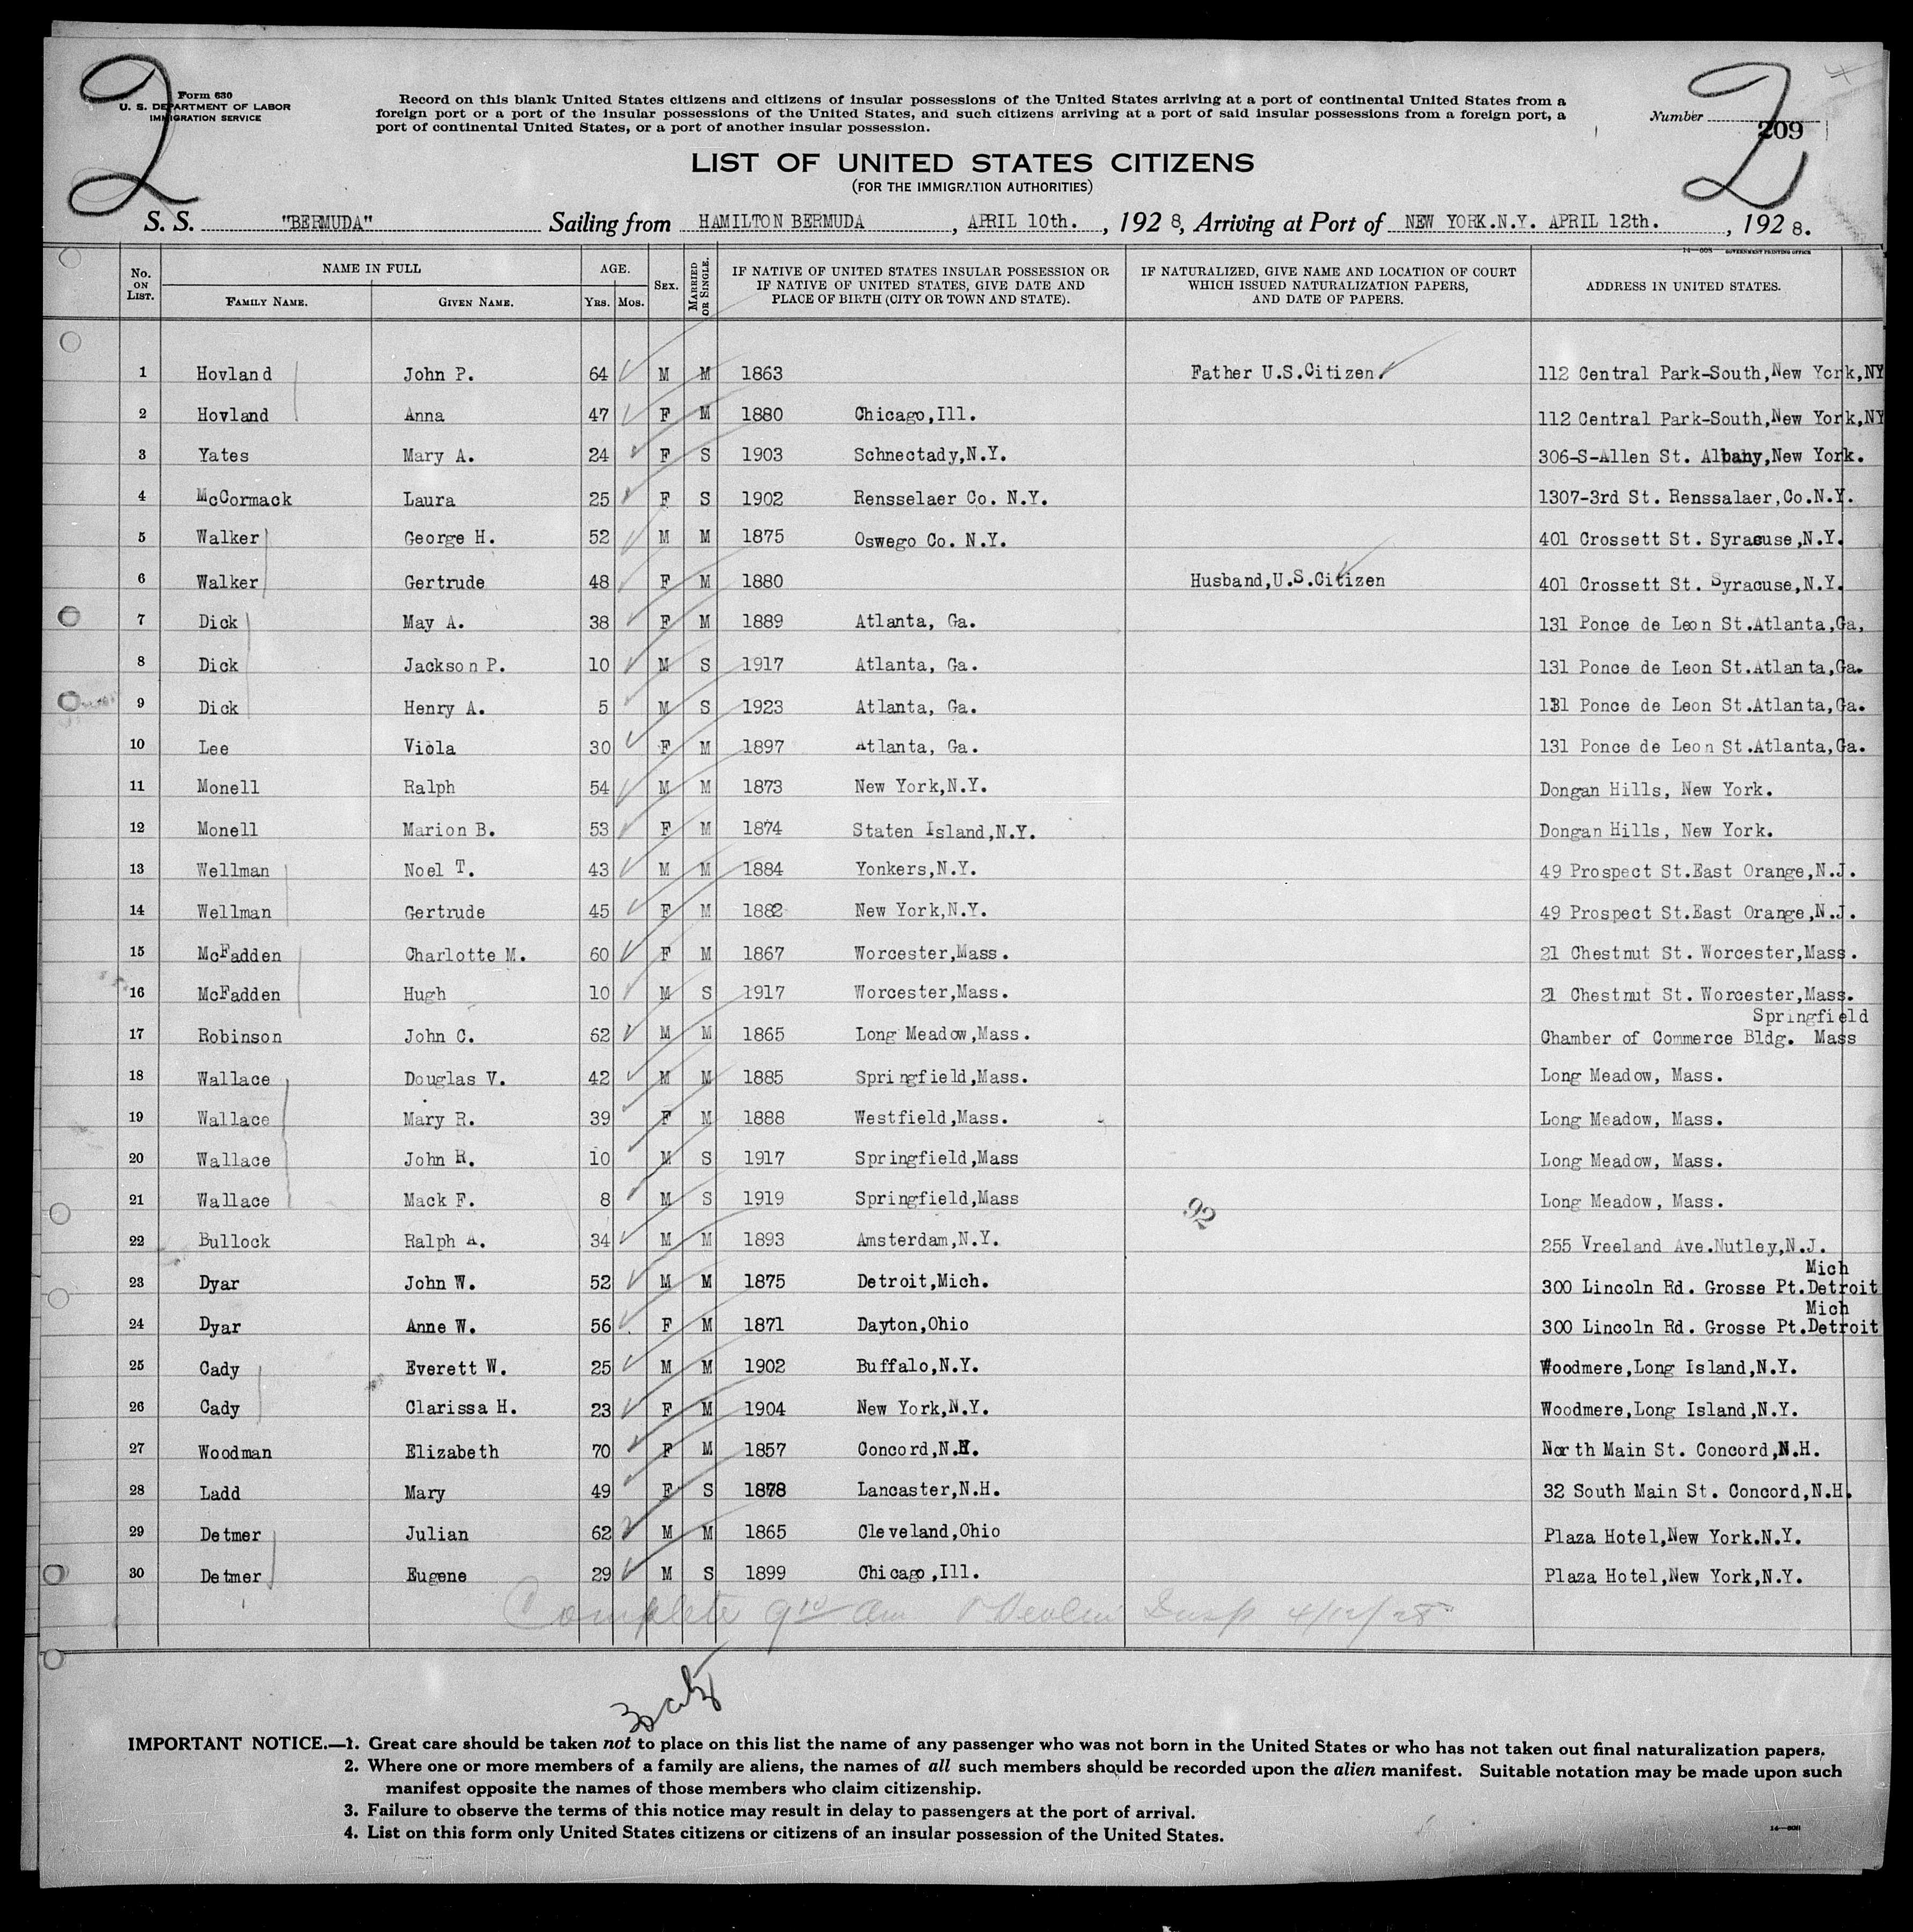 2
Form 630
U. S. DEPARTMENT OF LABOR
IMMIGRATION SERVICE
Record on this blank United States citizens and citizens of insular possessions of the United States arriving at a port of continental United States from a
foreign port or a port of the insular possessions of the United States, and such citizens arriving at a port of said insular possessions from a foreign port, a
port of continental United States, or a port of another insular possession.
Number 209
2
LIST OF UNITED STATES CITIZENS
(FOR THE IMMIGRATION AUTHORITIES)
S. S. "BERMUDA" Sailing from HAMILTON BERMUDA, APRIL 10th., 1928, Arriving at Port of NEW YORK.N.Y. APRIL 12th., 1928.
14—608 GOVERNMENT PRINTING OFFICE
No. ON LIST. NAME IN FULL FAMILY NAME. GIVEN NAME. AGE. YRS. MOS. SEX. MARRIED OR SINGLE. IF NATIVE OF UNITED STATES INSULAR POSSESSION OR IF NATIVE OF UNITED STATES, GIVE DATE AND PLACE OF BIRTH (CITY OR TOWN AND STATE). IF NATURALIZED, GIVE NAME AND LOCATION OF COURT WHICH ISSUED NATURALIZATION PAPERS, AND DATE OF PAPERS. ADDRESS IN UNITED STATES.
1 Hovland John P. 64 M M 1863 Father U.S.Citizen. 112 Central Park-South,New York,NY
2 Hovland Anna 47 F M 1880 Chicago,Ill. 112 Central Park-South,New York,NY
3 Yates Mary A. 24 F S 1903 Schnectady,N.Y. 306-S-Allen St. Albany,New York.
4 McCormack Laura 25 F S 1902 Rensselaer Co. N.Y. 1307-3rd St. Renssalaer,Co.N.Y.
5 Walker George H. 52 M M 1875 Oswego Co. N.Y. 401 Crossett St. Syracuse,N.Y.
6 Walker Gertrude 48 F M 1880 Husband,U.S.Citizen 401 Crossett St. Syracuse,N.Y.
7 Dick May A. 38 F M 1889 Atlanta, Ga. 131 Ponce de Leon St.Atlanta,Ga,
8 Dick Jackson P. 10 M S 1917 Atlanta, Ga. 131 Ponce de Leon St.Atlanta,Ga.
9 Dick Henry A. 5 M S 1923 Atlanta, Ga. 131 Ponce de Leon St.Atlanta,Ga.
10 Lee Viola 30 F M 1897 Atlanta, Ga. 131 Ponce de Leon St.Atlanta,Ga.
11 Monell Ralph 54 M M 1873 New York,N.Y. Dongan Hills, New York.
12 Monell Marion B. 53 F M 1874 Staten Island,N.Y. Dongan Hills, New York.
13 Wellman Noel T. 43 M M 1884 Yonkers,N.Y. 49 Prospect St.East Orange,N.J.
14 Wellman Gertrude 45 F M 1882 New York,N.Y. 49 Prospect St.East Orange,N.J.
15 McFadden Charlotte M. 60 F M 1867 Worcester,Mass. 21 Chestnut St. Worcester,Mass.
16 McFadden Hugh 10 M S 1917 Worcester,Mass. 21 Chestnut St. Worcester,Mass.
17 Robinson John C. 62 M M 1865 Long Meadow,Mass. Chamber of Commerce Bldg. Springfield Mass
18 Wallace Douglas V. 42 M M 1885 Springfield,Mass. Long Meadow, Mass.
19 Wallace Mary R. 39 F M 1888 Westfield,Mass. Long Meadow, Mass.
20 Wallace John R. 10 M S 1917 Springfield,Mass Long Meadow, Mass.
21 Wallace Mack F. 8 M S 1919 Springfield,Mass Long Meadow, Mass.
92
22 Bullock Ralph A. 34 M M 1893 Amsterdam,N.Y. 255 Vreeland Ave.Nutley,N.J.
23 Dyar John W. 52 M M 1875 Detroit,Mich. 300 Lincoln Rd. Grosse Pt.Detroit Mich
24 Dyar Anne W. 56 F M 1871 Dayton,Ohio 300 Lincoln Rd. Grosse Pt.Detroit Mich
25 Cady Everett W. 25 M M 1902 Buffalo,N.Y. Woodmere,Long Island,N.Y.
26 Cady Clarissa H. 23 F M 1904 New York,N.Y. Woodmere,Long Island,N.Y.
27 Woodman Elizabeth 70 F M 1857 Concord,N.H. North Main St. Concord,N.H.
28 Ladd Mary 49 F S 1878 Lancaster,N.H. 32 South Main St. Concord,N.H.
29 Detmer Julian 62 M M 1865 Cleveland,Ohio Plaza Hotel,New York.N.Y.
30 Detmer Eugene 29 M S 1899 Chicago,Ill. Plaza Hotel,New York,N.Y.
Complete 9 10 am Insp 4/12/28
IMPORTANT NOTICE.—1. Great care should be taken not to place on this list the name of any passenger who was not born in the United States or who has not taken out final naturalization papers.
2. Where one or more members of a family are aliens, the names of all such members should be recorded upon the alien manifest. Suitable notation may be made upon such
manifest opposite the names of those members who claim citizenship.
3. Failure to observe the terms of this notice may result in delay to passengers at the port of arrival.
4. List on this form only United States citizens or citizens of an insular possession of the United States.
14—608